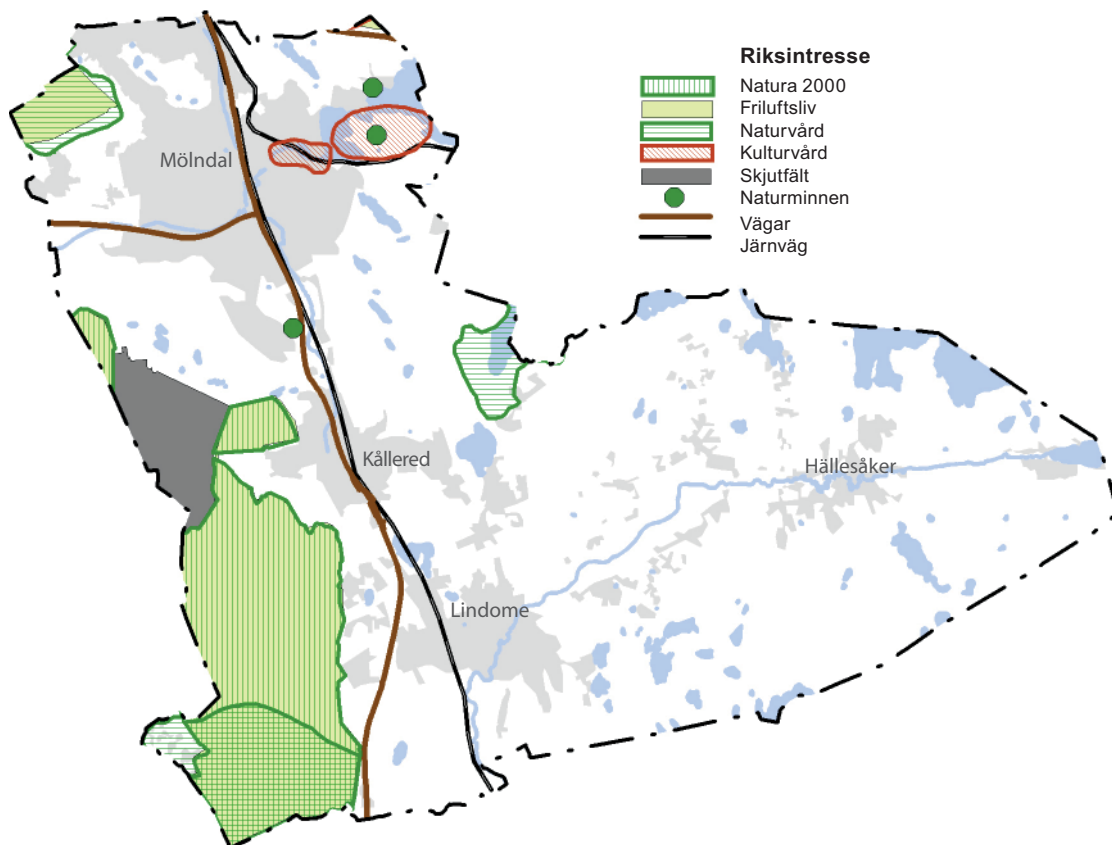 Riksintresse
Natura 2000
Friluftsliv
Naturvård
Kulturvård
Skjutfält
Naturminnen
Vägar
Järnväg
Mölndal
Kållered
Hällesåker
Lindome